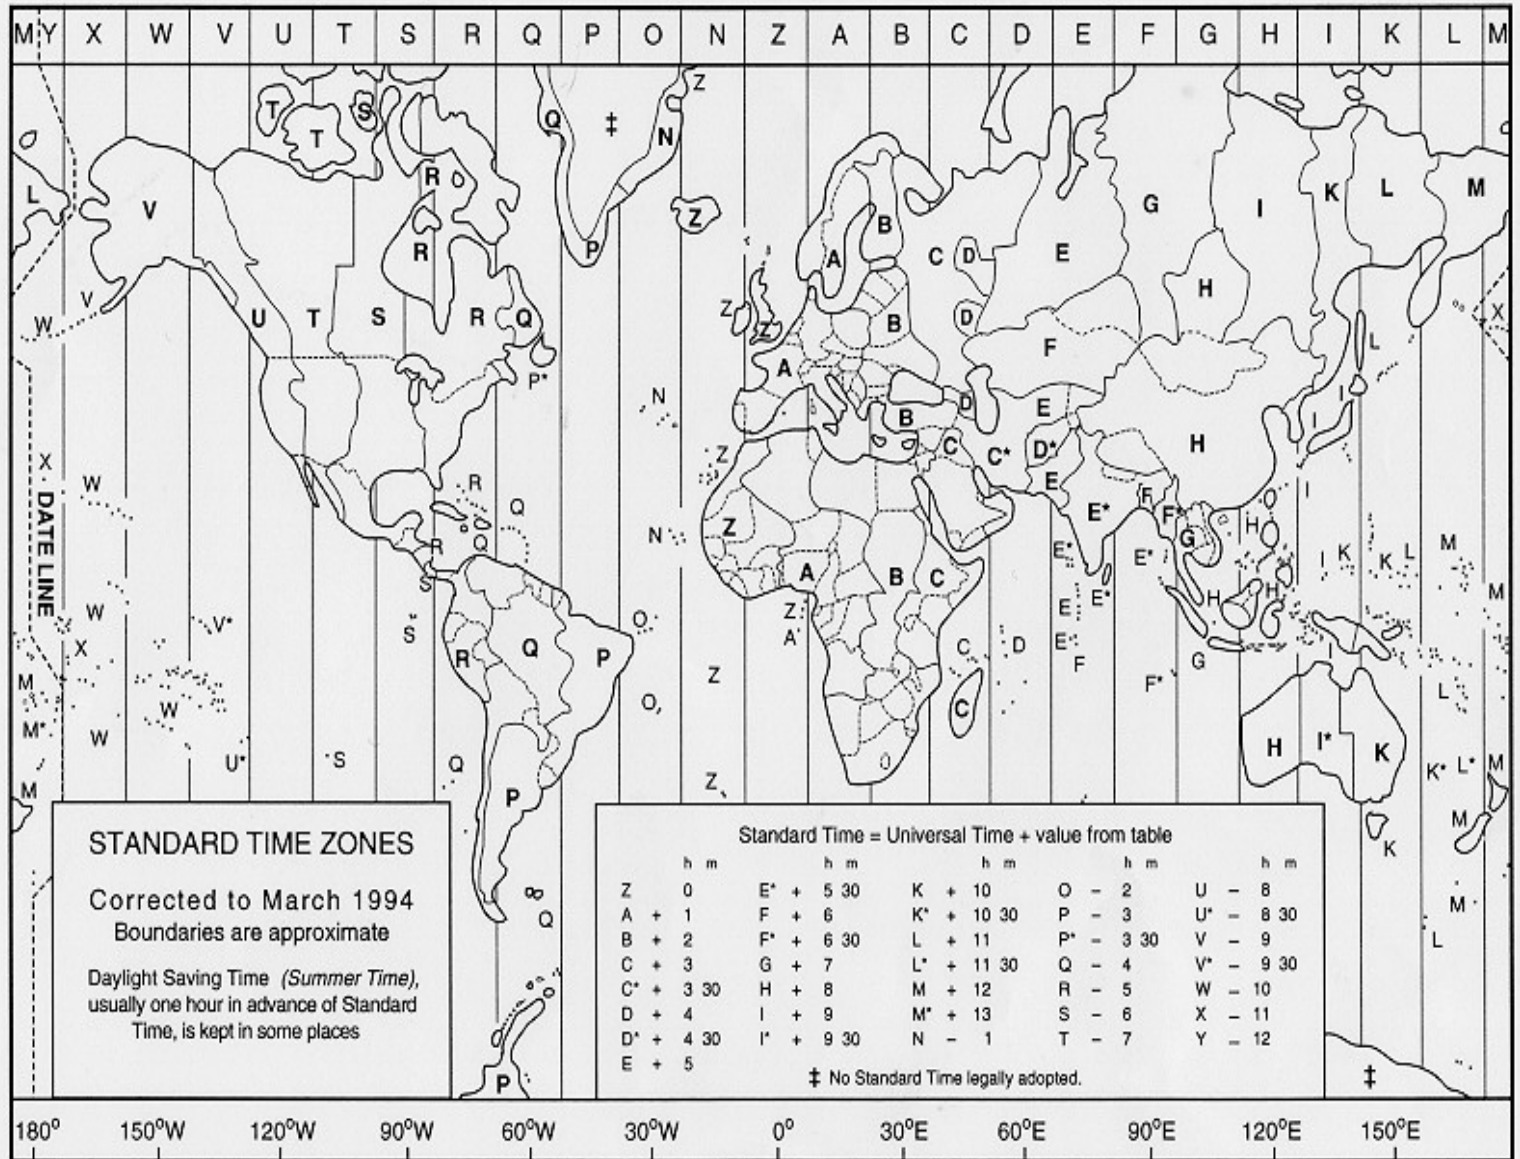 M Y X W V U T S R Q P O N Z A B C D E F G H I K L M
Z
T S Q ‡ N
T
L V R G K L M
R I
Z B
P
R A C D E
H
V
W U T S R Q Z Z B D X
F L
A
P* N D E I
B I
C C* D* H
X W R Z E I
Q E* F F* H
Z N G
R Q E* E* I K K L M
A B C
S E E* H H M
DATE LINE
W V* O Z
S A
X R Q P C D E F G I
M Z F*
W O, C L
M* W H I* K
U* S Q Z K* L* M
M P
M
K
Q M
L
P ‡
STANDARD TIME ZONES
Corrected to March 1994
Boundaries are approximate
Daylight Saving Time (Summer Time),
usually one hour in advance of Standard
Time, is kept in some places
Standard Time = Universal Time + value from table
h m h m h m h m h m
Z 0 E* + 5 30 K + 10 O – 2 U – 8
A + 1 F + 6 K* + 10 30 P – 3 U* – 8 30
B + 2 F* + 6 30 L + 11 P* – 3 30 V – 9
C + 3 G + 7 L* + 11 30 Q – 4 V* – 9 30
C* + 3 30 H + 8 M + 12 R – 5 W – 10
D + 4 I + 9 M* + 13 S – 6 X – 11
D* + 4 30 I* + 9 30 N – 1 T – 7 Y – 12
E + 5
‡ No Standard Time legally adopted.
180° 150°W 120°W 90°W 60°W 30°W 0° 30°E 60°E 90°E 120°E 150°E